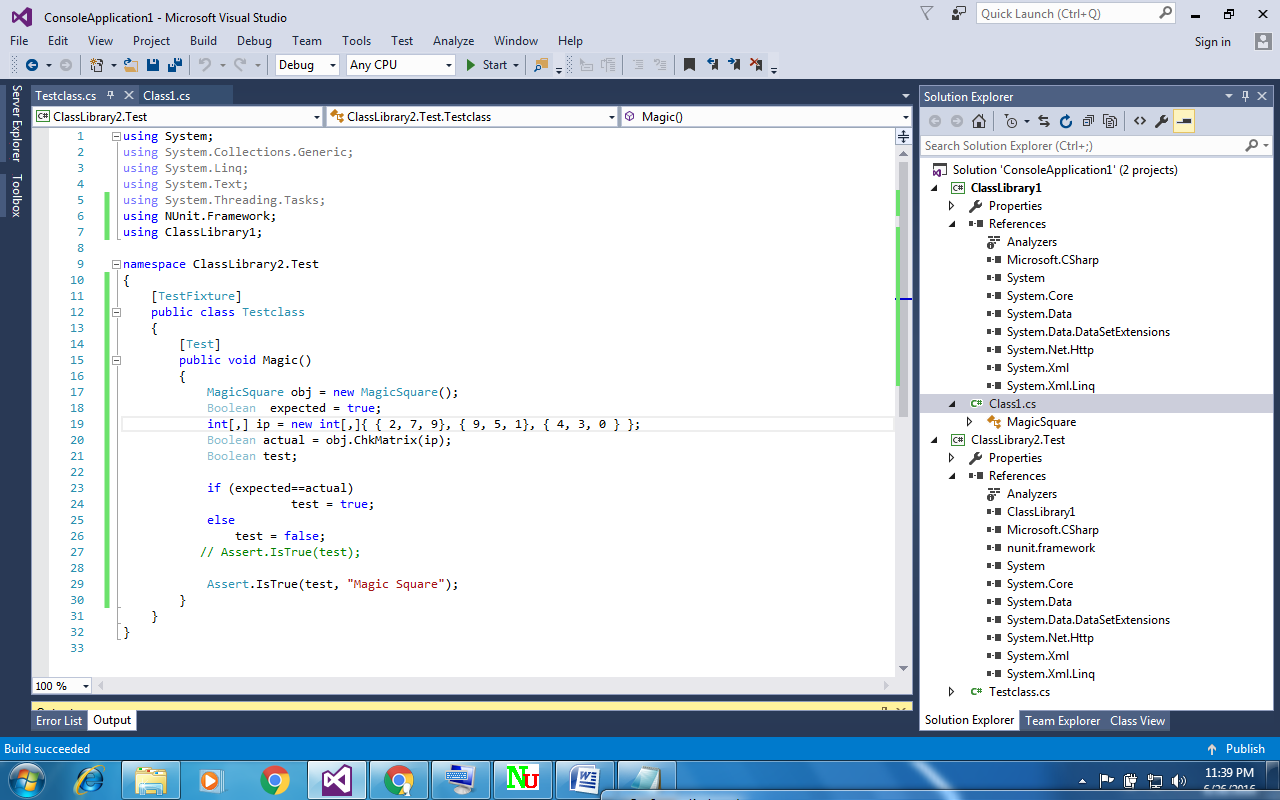 ConsoleApplication1 - Microsoft Visual Studio
Quick Launch (Ctrl+Q)
File Edit View Project Build Debug Team Tools Test Analyze Window Help
Sign in
Debug Any CPU Start
Server Explorer
Toolbox
Testclass.cs Class1.cs
ClassLibrary2.Test ClassLibrary2.Test.Testclass Magic()
1 using System;
2 using System.Collections.Generic;
3 using System.Linq;
4 using System.Text;
5 using System.Threading.Tasks;
6 using NUnit.Framework;
7 using ClassLibrary1;
8
9 namespace ClassLibrary2.Test
10 {
11 [TestFixture]
12 public class Testclass
13 {
14 [Test]
15 public void Magic()
16 {
17 MagicSquare obj = new MagicSquare();
18 Boolean  expected = true;
19 int[,] ip = new int[,]{ { 2, 7, 9}, { 9, 5, 1}, { 4, 3, 0 } };
20 Boolean actual = obj.ChkMatrix(ip);
21 Boolean test;
22
23 if (expected==actual)
24 test = true;
25 else
26 test = false;
27 // Assert.IsTrue(test);
28
29 Assert.IsTrue(test, "Magic Square");
30 }
31 }
32 }
33
100 %
Error List Output
Solution Explorer
Search Solution Explorer (Ctrl+;)
Solution 'ConsoleApplication1' (2 projects)
C# ClassLibrary1
Properties
References
Analyzers
Microsoft.CSharp
System
System.Core
System.Data
System.Data.DataSetExtensions
System.Net.Http
System.Xml
System.Xml.Linq
C# Class1.cs
MagicSquare
C# ClassLibrary2.Test
Properties
References
Analyzers
ClassLibrary1
Microsoft.CSharp
nunit.framework
System
System.Core
System.Data
System.Data.DataSetExtensions
System.Net.Http
System.Xml
System.Xml.Linq
C# Testclass.cs
Solution Explorer Team Explorer Class View
Build succeeded
Publish
NU
11:39 PM
6/26/2016